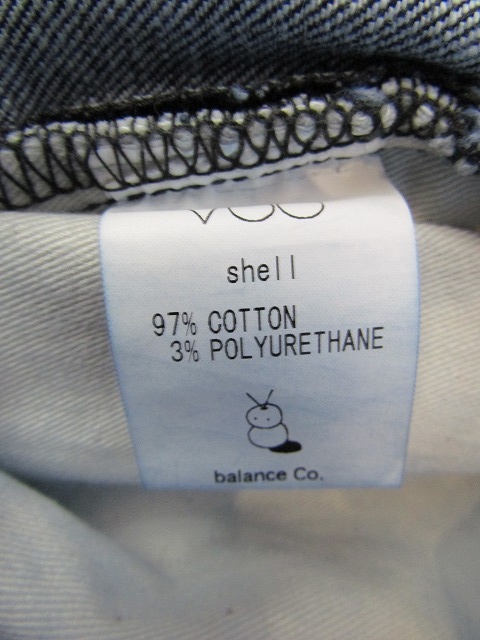 shell
97% COTTON
3% POLYURETHANE
balance Co.